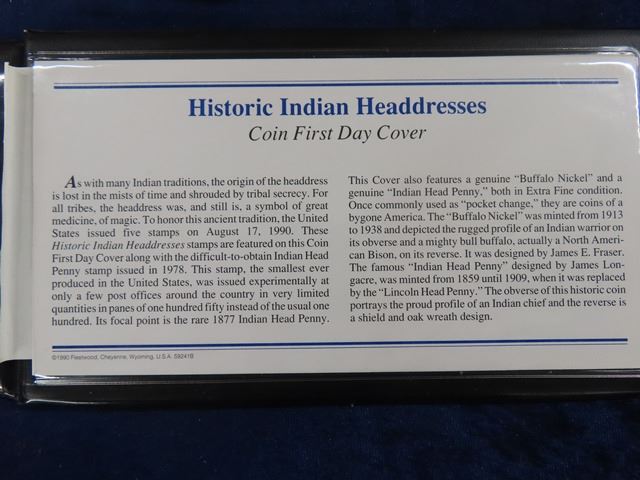 Historic Indian Headdresses
Coin First Day Cover
As with many Indian traditions, the origin of the headdress
is lost in the mists of time and shrouded by tribal secrecy. For
all tribes, the headdress was, and still is, a symbol of great
medicine, of magic. To honor this ancient tradition, the United
States issued five stamps on August 17, 1990. These
Historic Indian Headdresses stamps are featured on this Coin
First Day Cover along with the difficult-to-obtain Indian Head
Penny stamp issued in 1978. This stamp, the smallest ever
produced in the United States, was issued experimentally at
only a few post offices around the country in very limited
quantities in panes of one hundred fifty instead of the usual one
hundred. Its focal point is the rare 1877 Indian Head Penny.
This Cover also features a genuine "Buffalo Nickel" and a
genuine "Indian Head Penny," both in Extra Fine condition.
Once commonly used as "pocket change," they are coins of a
bygone America. The "Buffalo Nickel" was minted from 1913
to 1938 and depicted the rugged profile of an Indian warrior on
its obverse and a mighty bull buffalo, actually a North Ameri-
can Bison, on its reverse. It was designed by James E. Fraser.
The famous "Indian Head Penny" designed by James Lon-
gacre, was minted from 1859 until 1909, when it was replaced
by the "Lincoln Head Penny." The obverse of this historic coin
portrays the proud profile of an Indian chief and the reverse is
a shield and oak wreath design.
©1990 Fleetwood, Cheyenne, Wyoming, U.S.A. 59241B